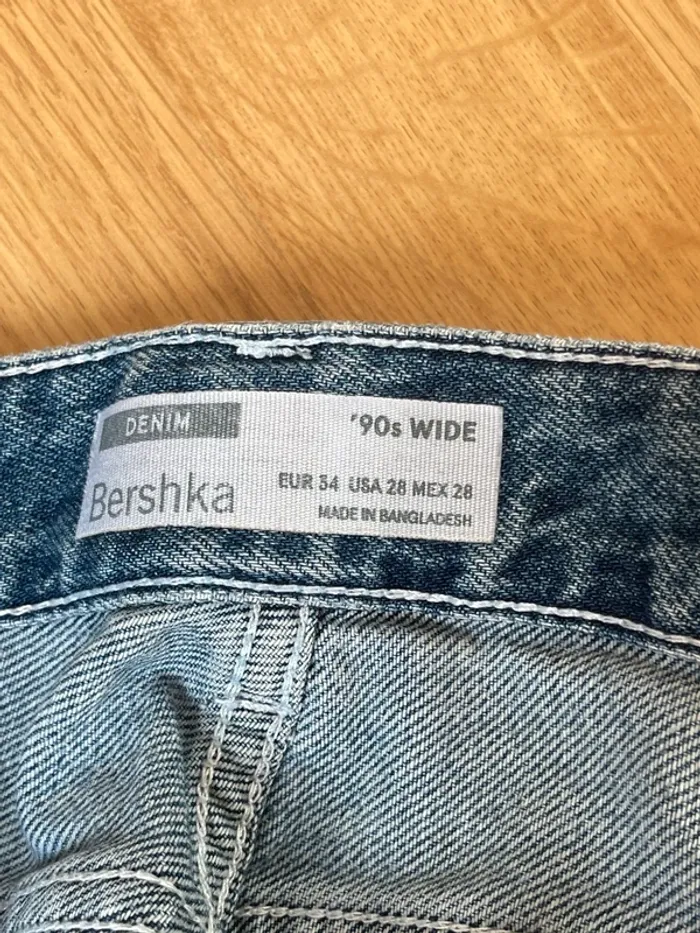 DENIM
'90s WIDE
Bershka
EUR 34 USA 28 MEX 28
MADE IN BANGLADESH